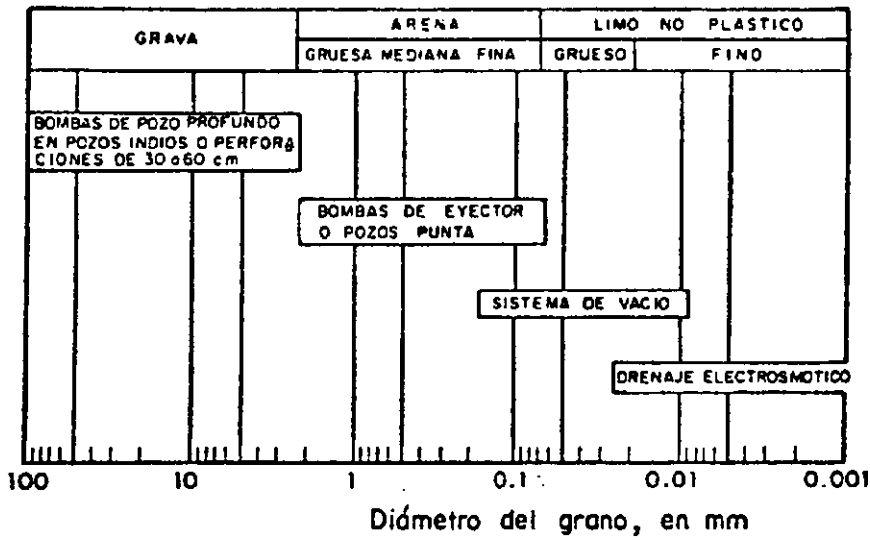 GRAVA
ARENA
LIMO NO PLÁSTICO
GRUESA MEDIANA FINA
GRUESO
FINO
BOMBAS DE POZO PROFUNDO
EN POZOS INDIOS O PERFORA
CIONES DE 30 a 60 cm
BOMBAS DE EYECTOR
O POZOS PUNTA
SISTEMA DE VACIO
DRENAJE ELECTROSMOTICO
100 10 1 0.1 0.01 0.001
Diámetro del grano, en mm